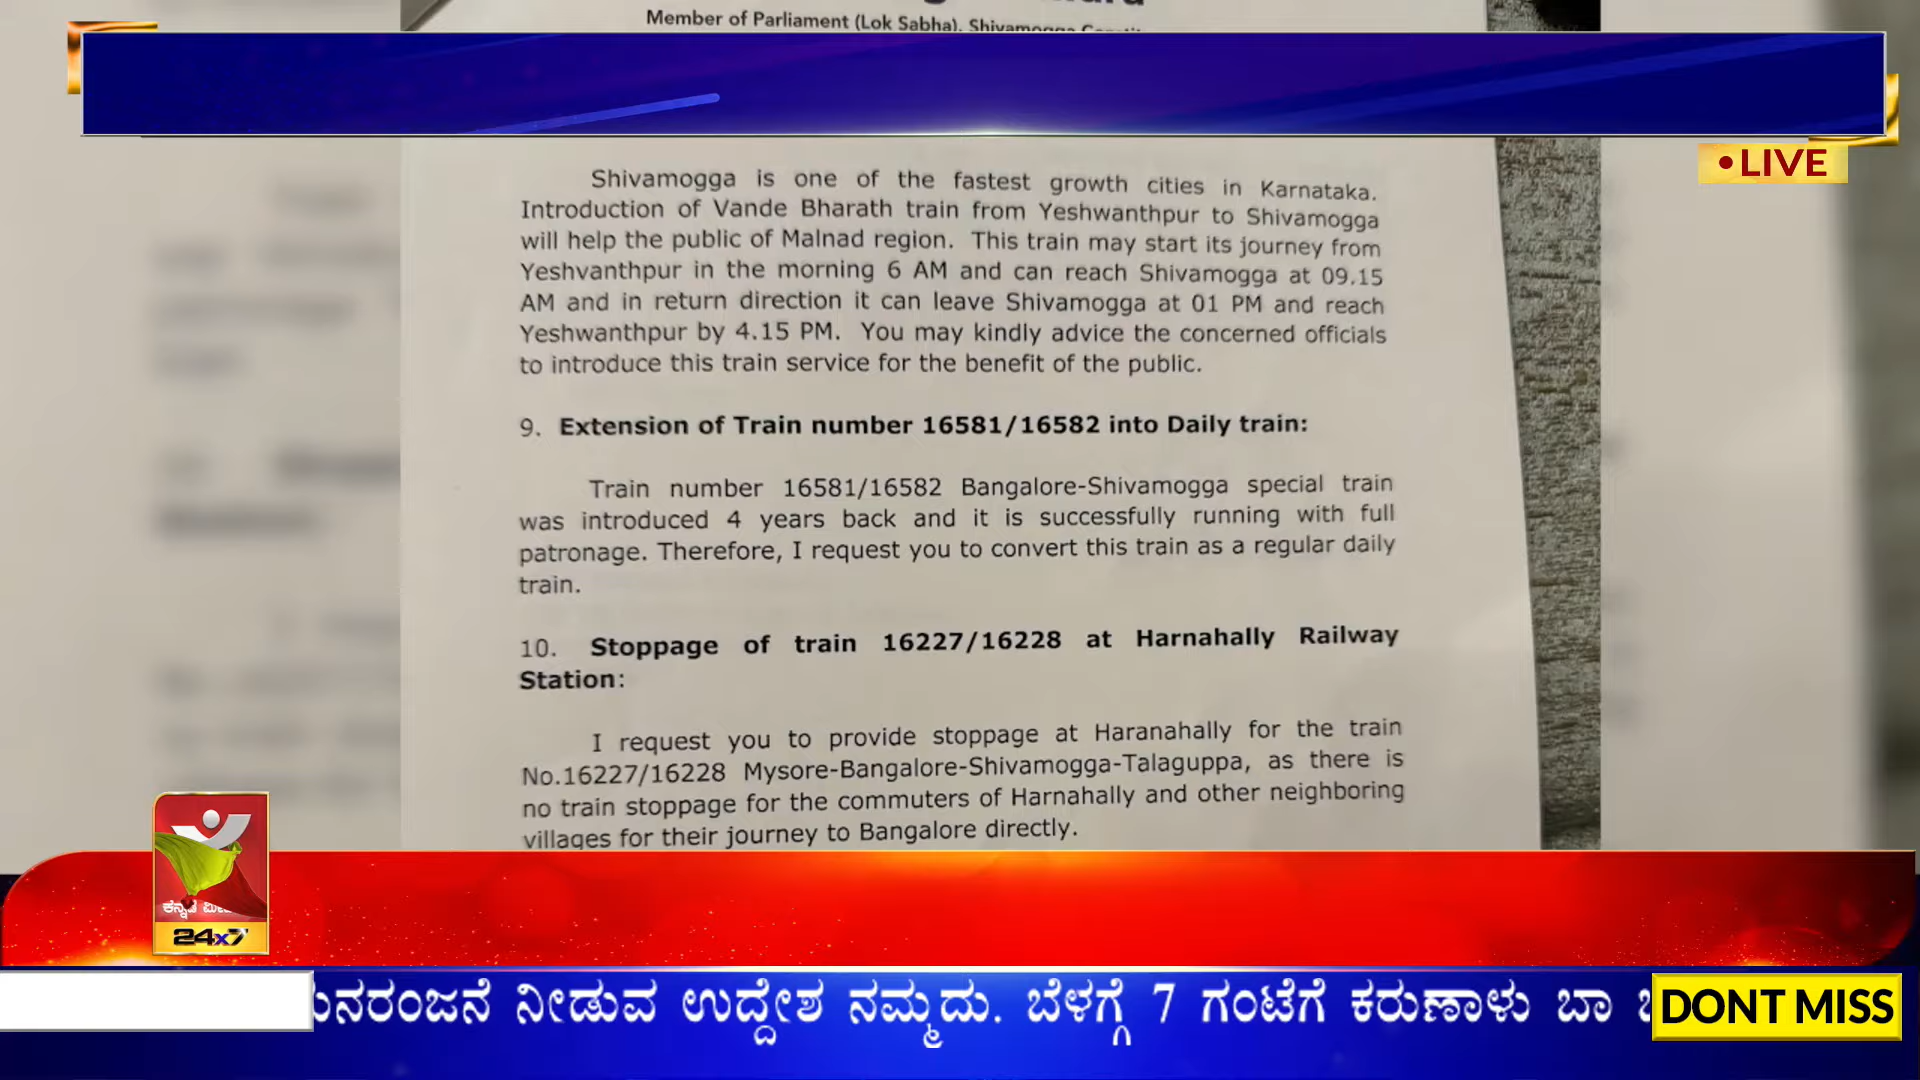 Member of Parliament (Lok Sabha), Shivamogga
LIVE
Shivamogga is one of the fastest growth cities in Karnataka.
Introduction of Vande Bharath train from Yeshwanthpur to Shivamogga
will help the public of Malnad region. This train may start its journey from
Yeshvanthpur in the morning 6 AM and can reach Shivamogga at 09.15
AM and in return direction it can leave Shivamogga at 01 PM and reach
Yeshwanthpur by 4.15 PM. You may kindly advice the concerned officials
to introduce this train service for the benefit of the public.
9. Extension of Train number 16581/16582 into Daily train:
Train number 16581/16582 Bangalore-Shivamogga special train
was introduced 4 years back and it is successfully running with full
patronage. Therefore, I request you to convert this train as a regular daily
train.
10. Stoppage of train 16227/16228 at Harnahally Railway
Station:
I request you to provide stoppage at Haranahally for the train
No.16227/16228 Mysore-Bangalore-Shivamogga-Talaguppa, as there is
no train stoppage for the commuters of Harnahally and other neighboring
villages for their journey to Bangalore directly.
ಕನ್ನಡ
24x7
ನೀಡುವ ಉದ್ದೇಶ ನಮ್ಮದು. ಬೆಳಗ್ಗೆ 7 ಗಂಟೆಗೆ ಕರುಣಾಳು ಬಾ
DONT MISS